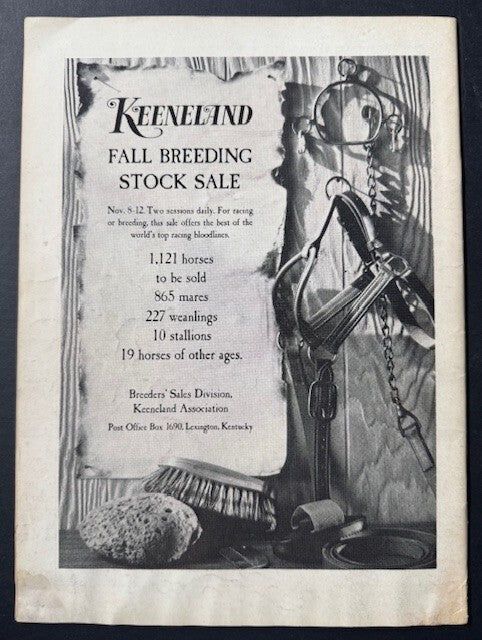 KEENELAND
FALL BREEDING
STOCK SALE
Nov. 8-12. Two sessions daily. For racing
or breeding, this sale offers the best of the
world's top racing bloodlines.
1,121 horses
to be sold
865 mares
227 weanlings
10 stallions
19 horses of other ages.
Breeders' Sales Division,
Keeneland Association
Post Office Box 1690, Lexington, Kentucky